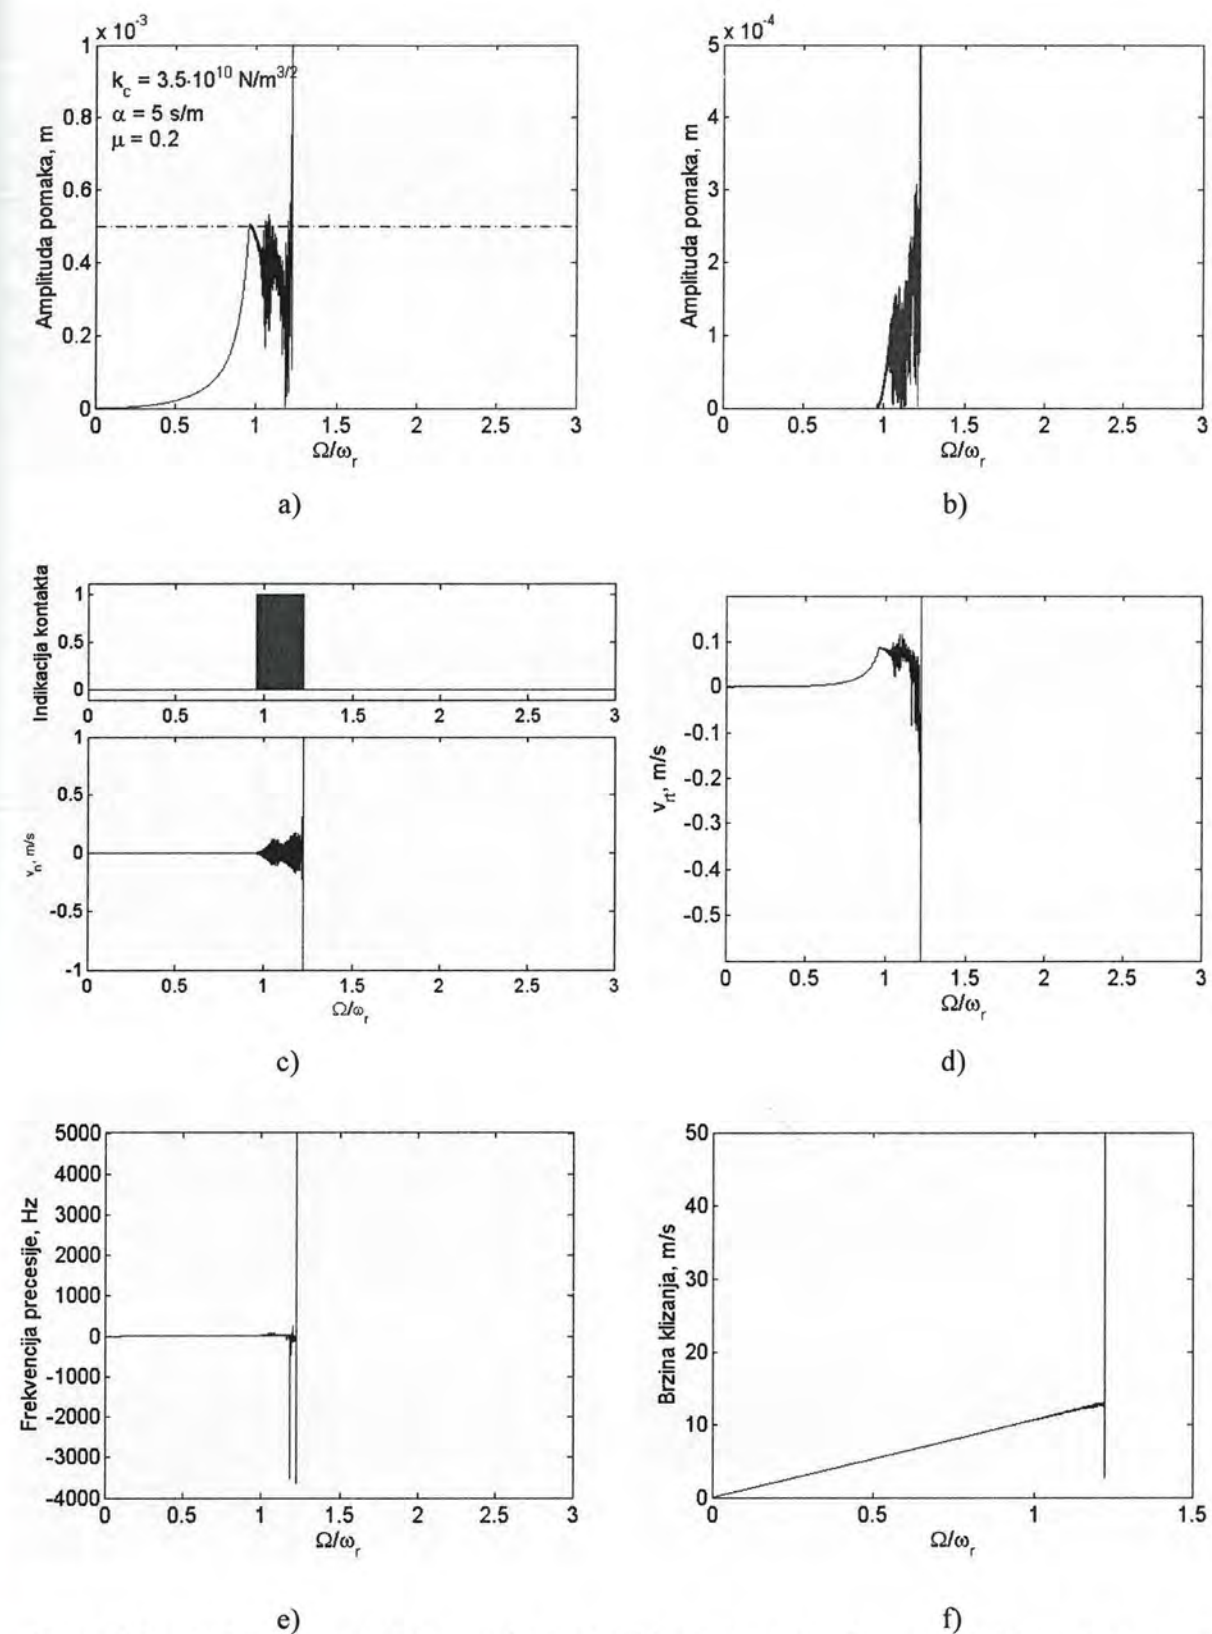 x 10⁻³
1
0.8
0.6
0.4
0.2
0
Amplituda pomaka, m
k_c = 3.5·10¹⁰ N/m^3/2
α = 5 s/m
μ = 0.2
0 0.5 1 1.5 2 2.5 3
Ω/ω_r
a)
x 10⁻⁴
5
4
3
2
1
0
Amplituda pomaka, m
0 0.5 1 1.5 2 2.5 3
Ω/ω_r
b)
Indikacija kontakta
1
0.5
0
0 0.5 1 1.5 2 2.5 3
1
0.5
0
-0.5
-1
v_n, m/s
0 0.5 1 1.5 2 2.5 3
Ω/ω_r
c)
0.1
0
-0.1
-0.2
-0.3
-0.4
-0.5
v_rt, m/s
0 0.5 1 1.5 2 2.5 3
Ω/ω_r
d)
5000
4000
3000
2000
1000
0
-1000
-2000
-3000
-4000
Frekvencija precesije, Hz
0 0.5 1 1.5 2 2.5 3
Ω/ω_r
e)
50
40
30
20
10
0
Brzina klizanja, m/s
0 0.5 1 1.5
Ω/ω_r
f)